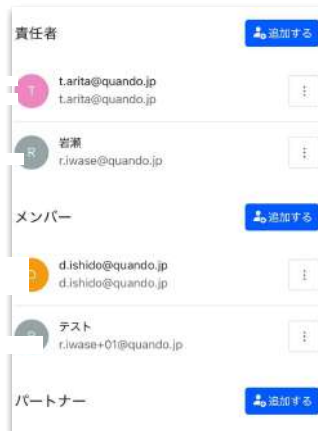 責任者
追加する
T
t.arita@quando.jp
t.arita@quando.jp
R
岩瀬
r.iwase@quando.jp
メンバー
追加する
d.ishido@quando.jp
d.ishido@quando.jp
テスト
r.iwase+01@quando.jp
パートナー
追加する